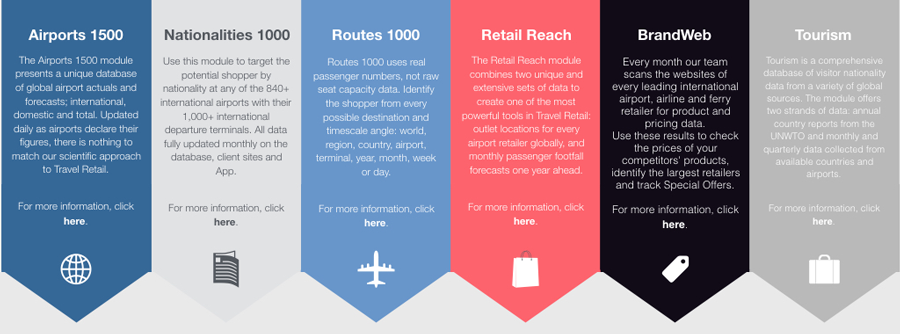 Airports 1500
The Airports 1500 module
presents a unique database
of global airport actuals and
forecasts; international,
domestic and total. Updated
daily as airports declare their
figures, there is nothing to
match our scientific approach
to Travel Retail.
For more information, click
here.
Nationalities 1000
Use this module to target the
potential shopper by
nationality at any of the 840+
international airports with their
1,000+ international
departure terminals. All data
fully updated monthly on the
database, client sites and
App.
For more information, click
here.
Routes 1000
Routes 1000 uses real
passenger numbers, not raw
seat capacity data. Identify
the shopper from every
possible destination and
timescale angle: world,
region, country, airport,
terminal, year, month, week
or day.
For more information, click
here.
Retail Reach
The Retail Reach module
combines two unique and
extensive sets of data to
create one of the most
powerful tools in Travel Retail:
outlet locations for every
airport retailer globally, and
monthly passenger footfall
forecasts one year ahead.
For more information, click
here.
BrandWeb
Every month our team
scans the websites of
every leading international
airport, airline and ferry
retailer for product and
pricing data.
Use these results to check
the prices of your
competitors' products,
identify the largest retailers
and track Special Offers.
For more information, click
here.
Tourism
Tourism is a comprehensive
database of visitor nationality
data from a variety of global
sources. The module offers
two strands of data: annual
country reports from the
UNWTO and monthly and
quarterly data collected from
available countries and
airports.
For more information, click
here.